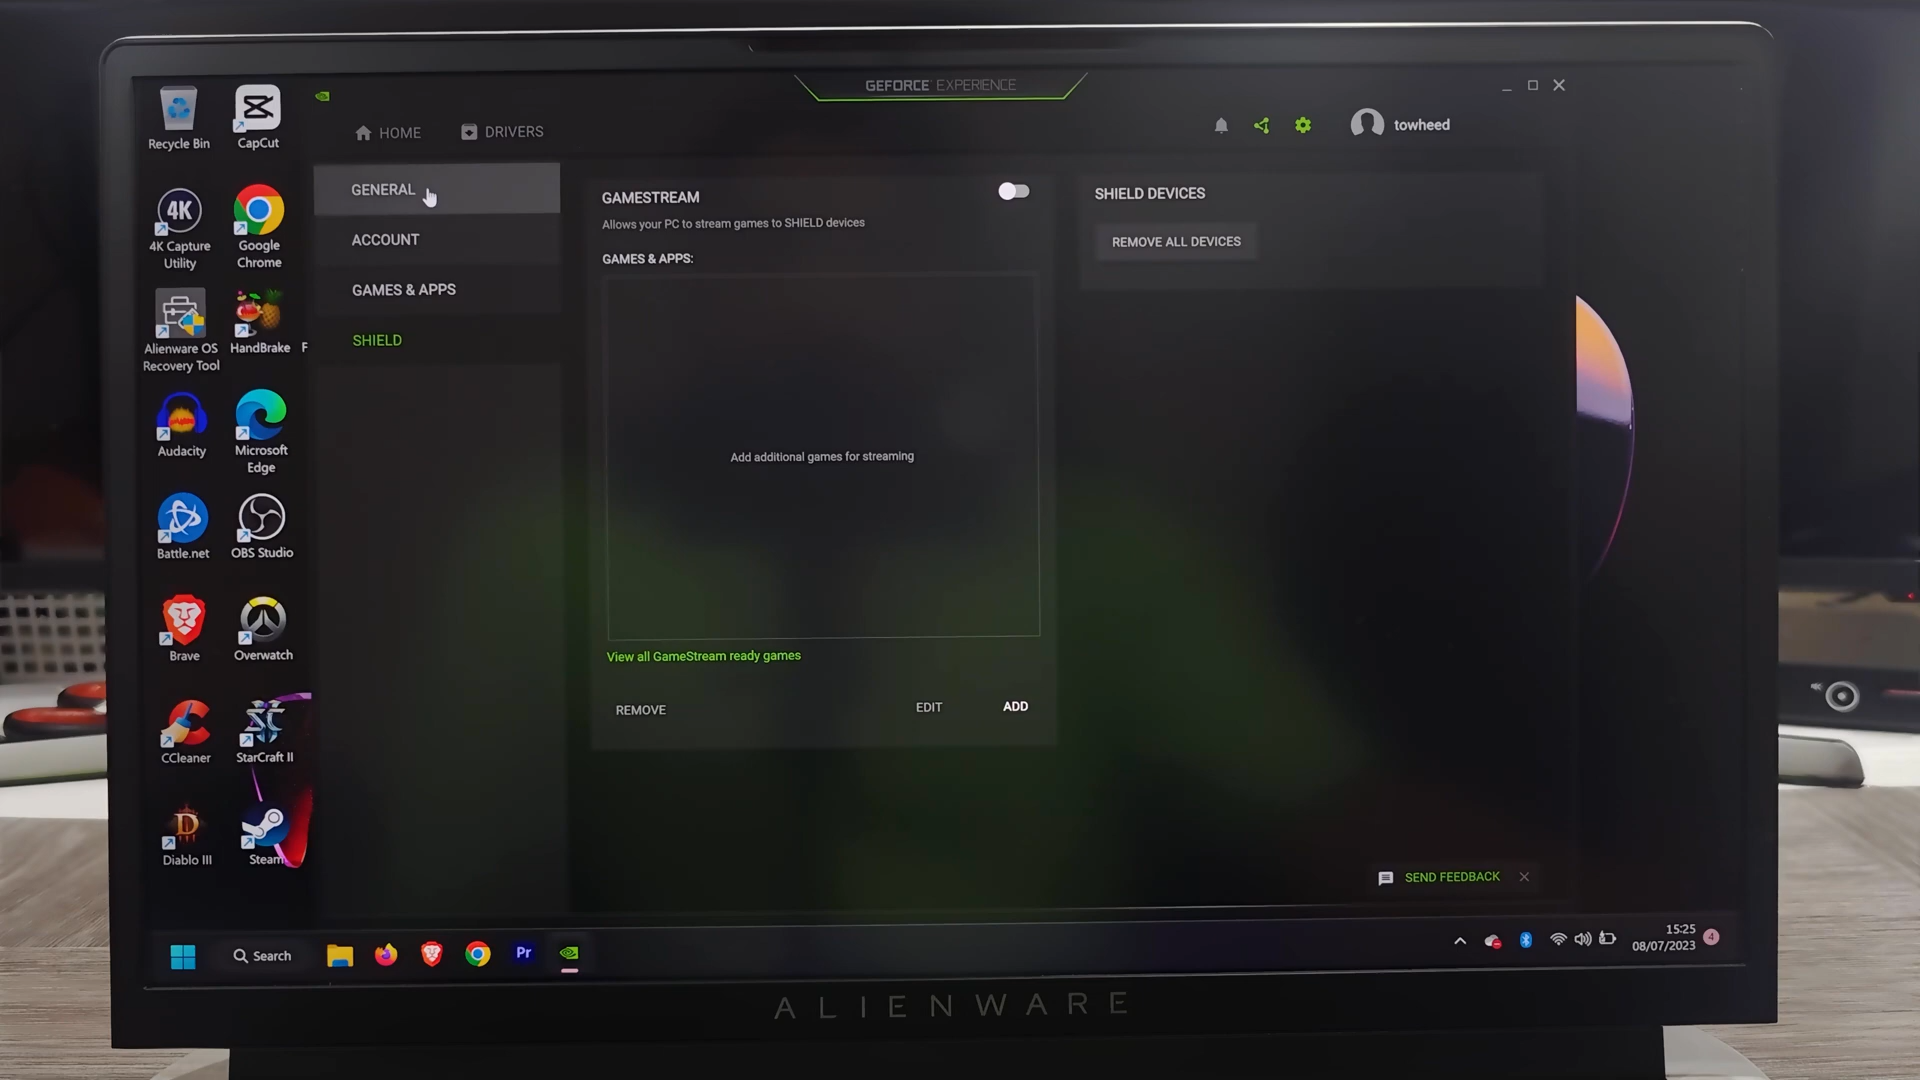 GEFORCE EXPERIENCE
HOME
DRIVERS
towheed
GENERAL
ACCOUNT
GAMES & APPS
SHIELD
GAMESTREAM
Allows your PC to stream games to SHIELD devices
GAMES & APPS:
Add additional games for streaming
View all GameStream ready games
REMOVE
EDIT
ADD
SHIELD DEVICES
REMOVE ALL DEVICES
SEND FEEDBACK
Recycle Bin
CapCut
4K
4K Capture
Utility
Google
Chrome
Alienware OS
Recovery Tool
HandBrake
F
Audacity
Microsoft
Edge
Battle.net
OBS Studio
Brave
Overwatch
CCleaner
StarCraft II
Diablo III
Steam
Search
Pr
15:25
08/07/2023
4
ALIENWARE